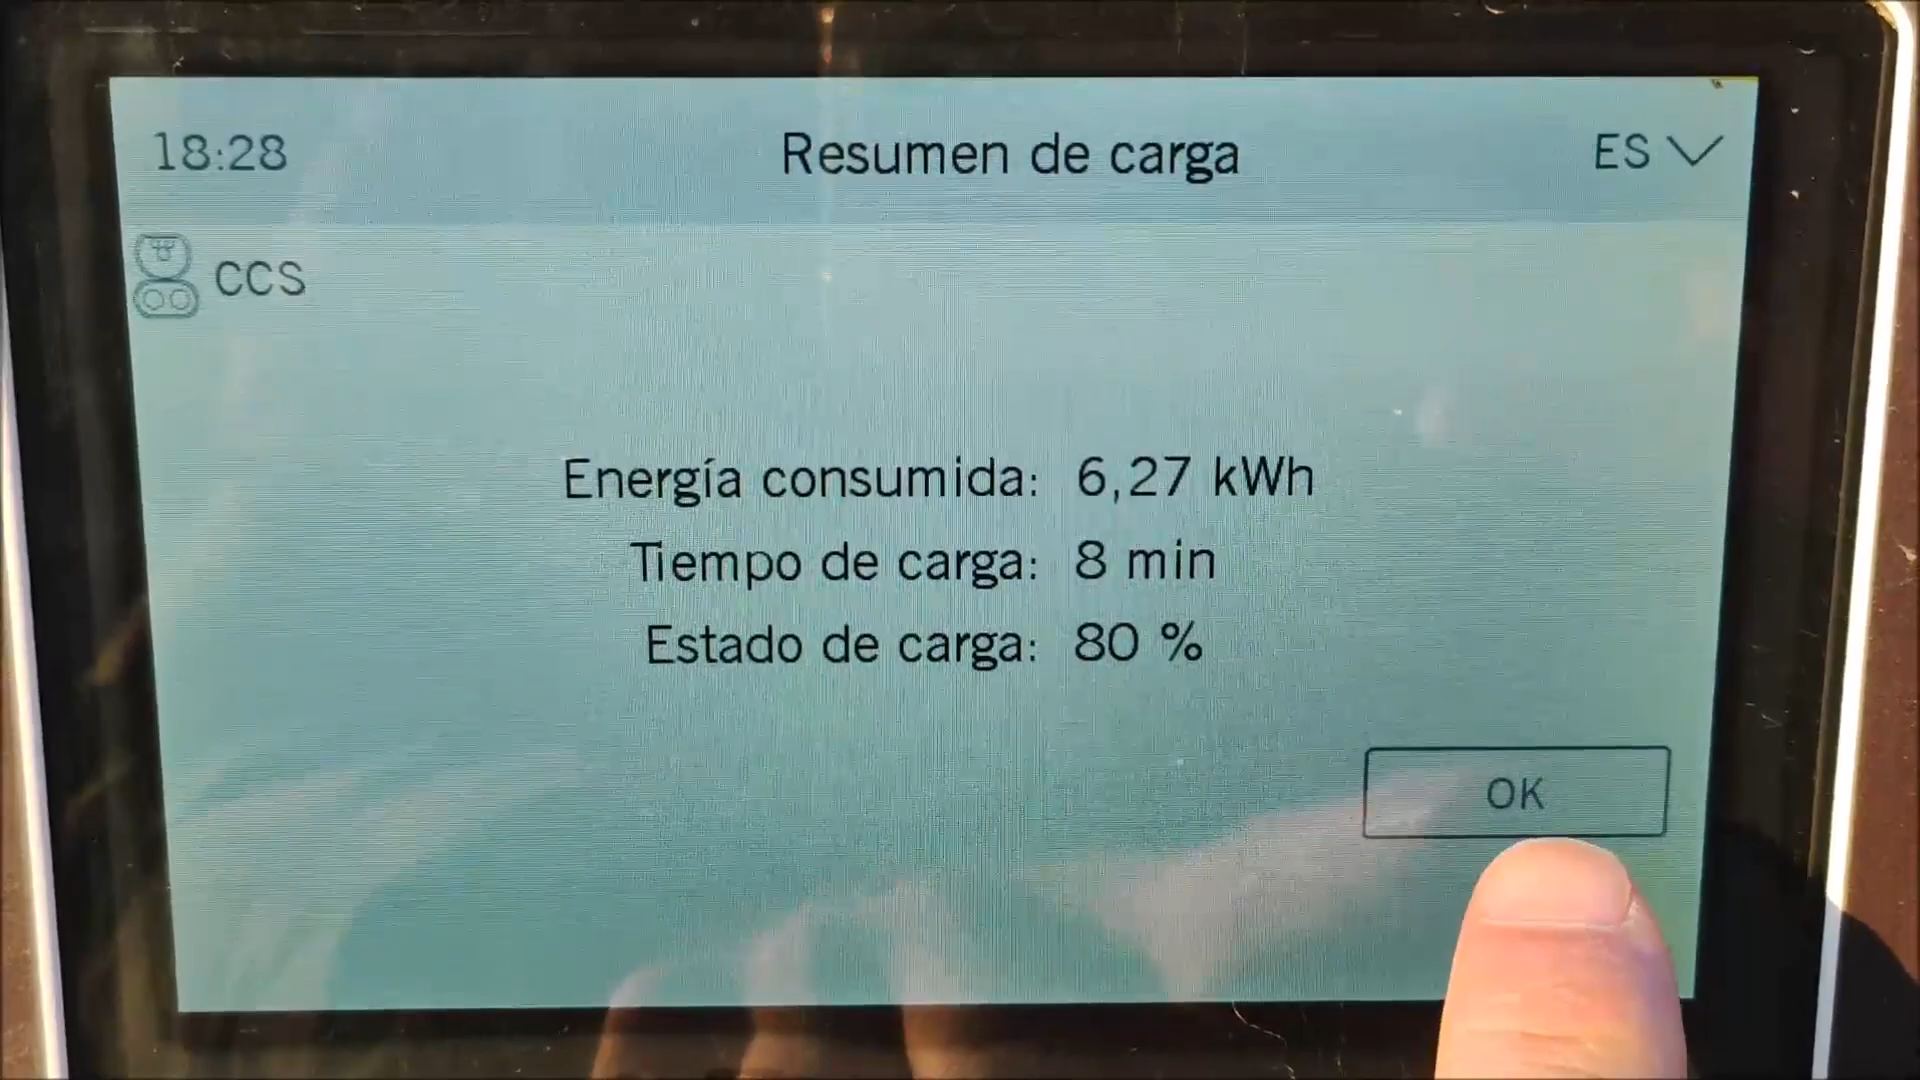 18:28
Resumen de carga
ES
CCS
Energía consumida: 6,27 kWh
Tiempo de carga: 8 min
Estado de carga: 80 %
OK